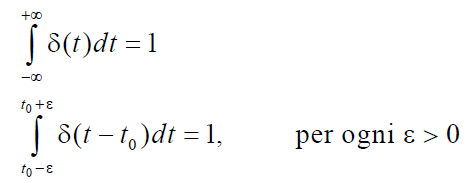 ∫_{-∞}^{+∞} δ(t)dt = 1
∫_{t₀-ε}^{t₀+ε} δ(t - t₀)dt = 1, per ogni ε > 0